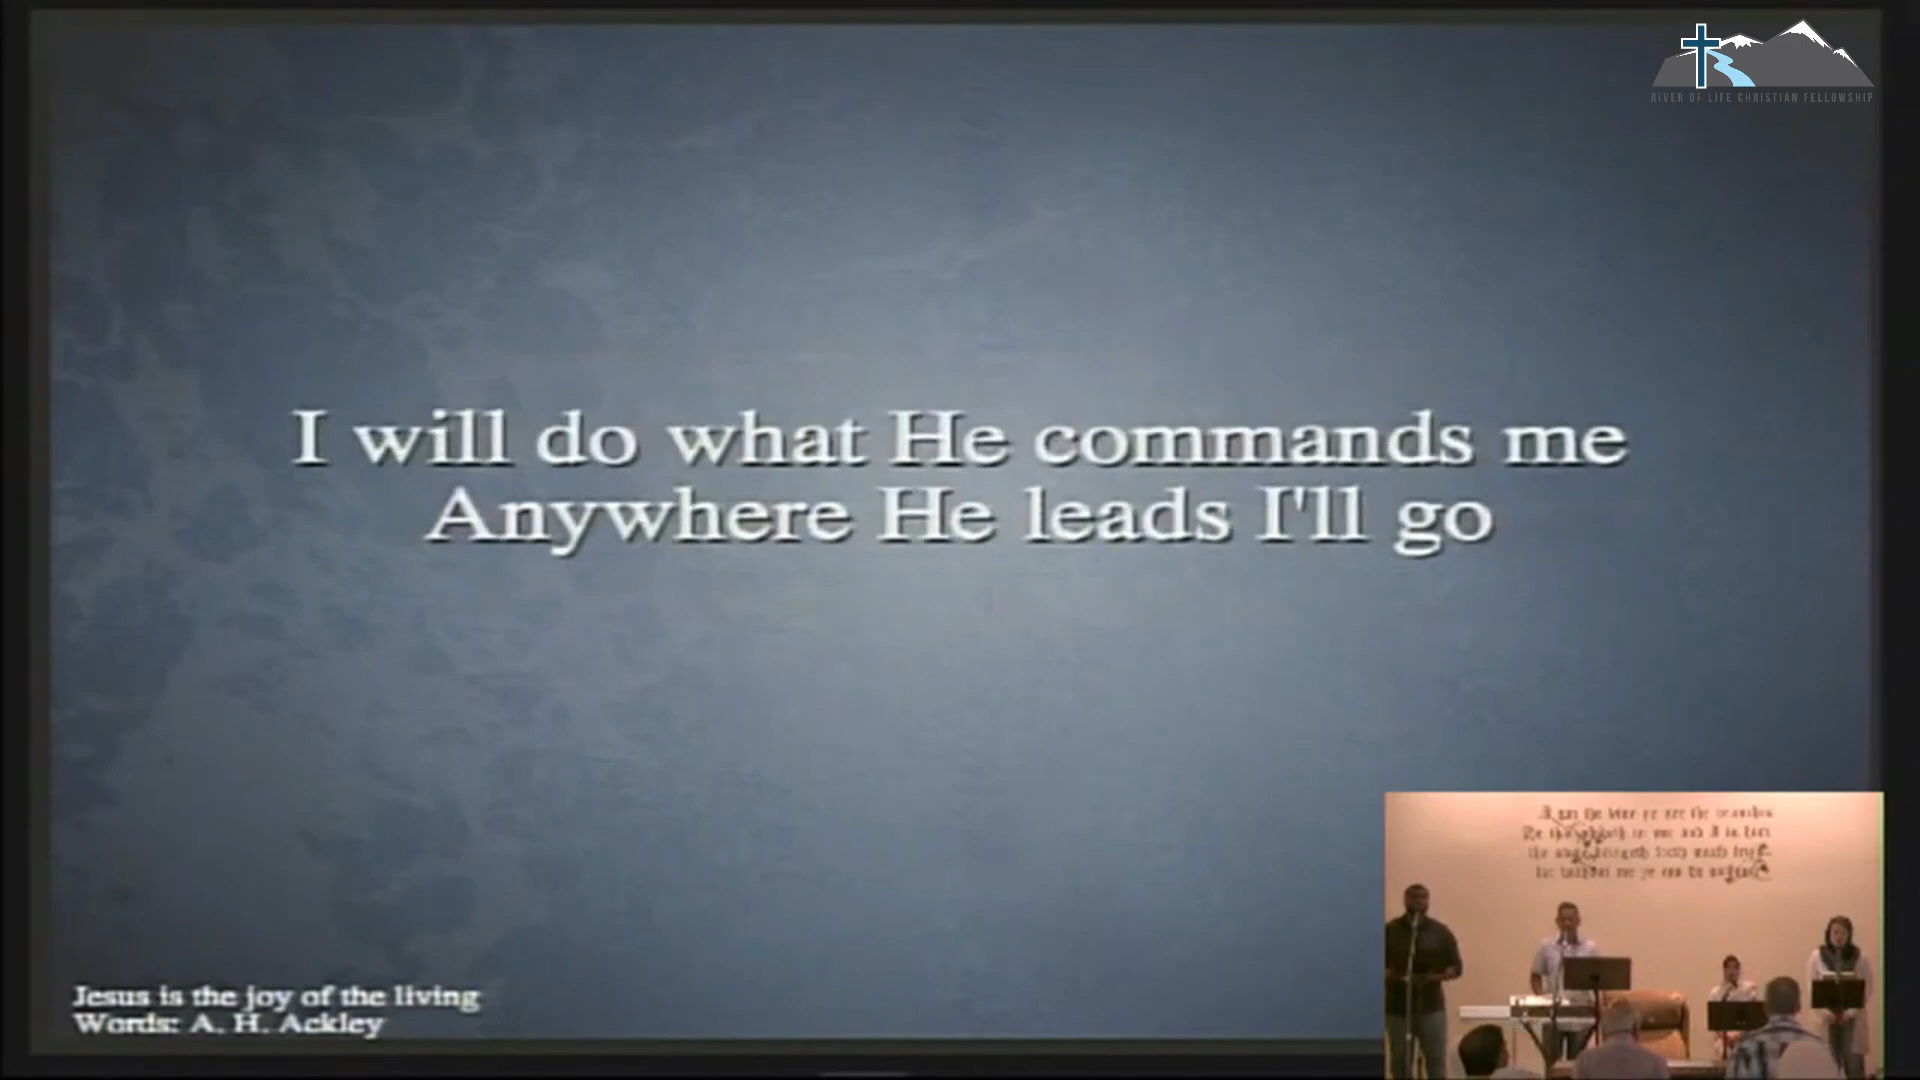 RIVER OF LIFE CHRISTIAN FELLOWSHIP
I will do what He commands me
Anywhere He leads I'll go
Jesus is the joy of the living
Words: A. H. Ackley